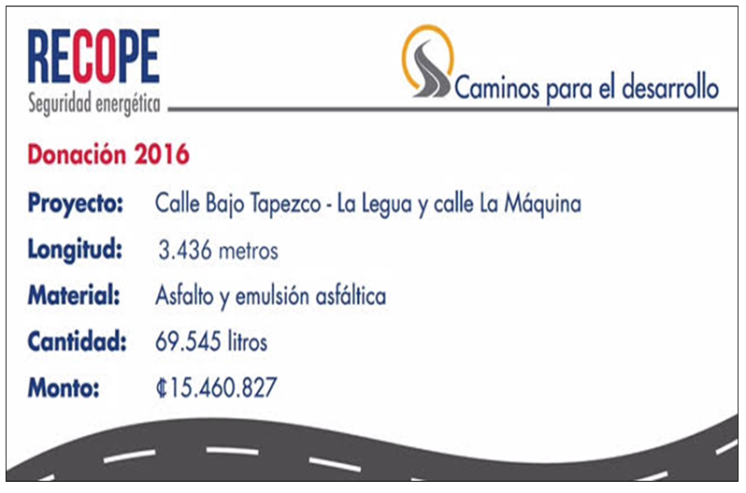 RECOPE
Seguridad energética
Caminos para el desarrollo
Donación 2016
Proyecto: Calle Bajo Tapezco - La Legua y calle La Máquina
Longitud: 3.436 metros
Material: Asfalto y emulsión asfáltica
Cantidad: 69.545 litros
Monto: ₡15.460.827